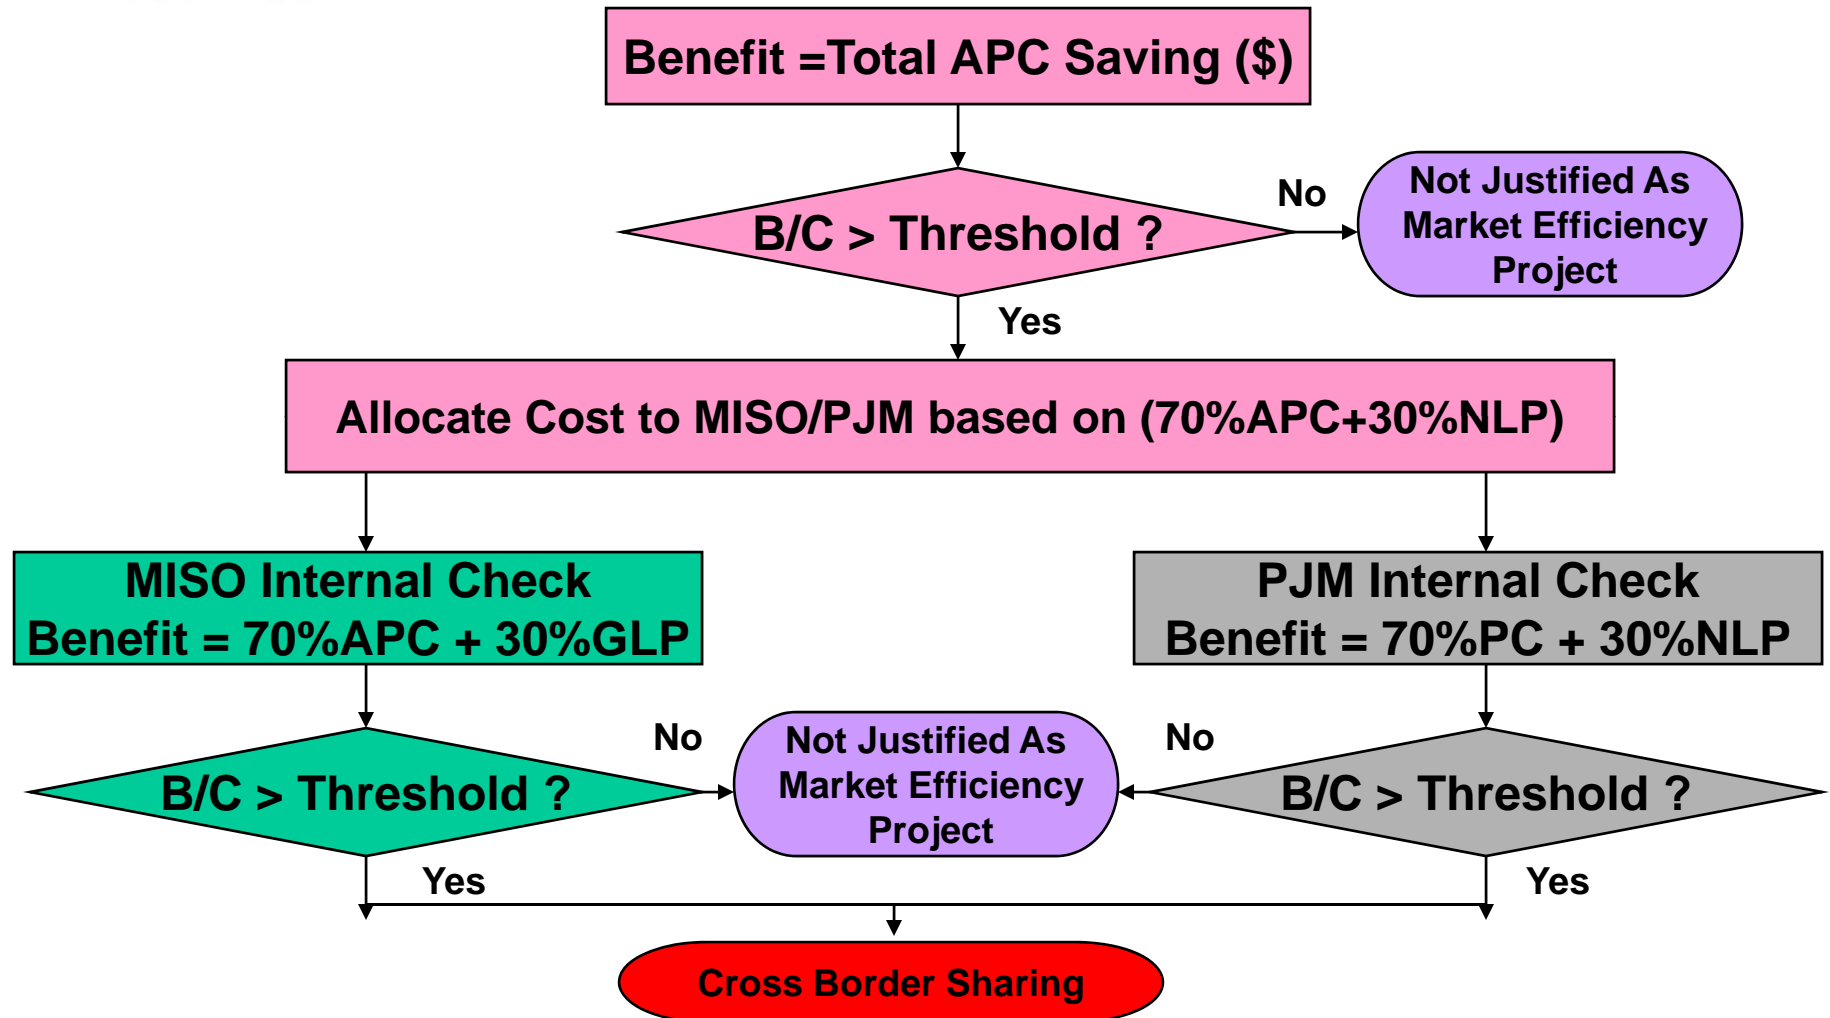 Benefit =Total APC Saving ($)
B/C > Threshold ?
No
Not Justified As
Market Efficiency
Project
Yes
Allocate Cost to MISO/PJM based on (70%APC+30%NLP)
MISO Internal Check
Benefit = 70%APC + 30%GLP
PJM Internal Check
Benefit = 70%PC + 30%NLP
B/C > Threshold ?
No
Not Justified As
Market Efficiency
Project
No
B/C > Threshold ?
Yes
Yes
Cross Border Sharing